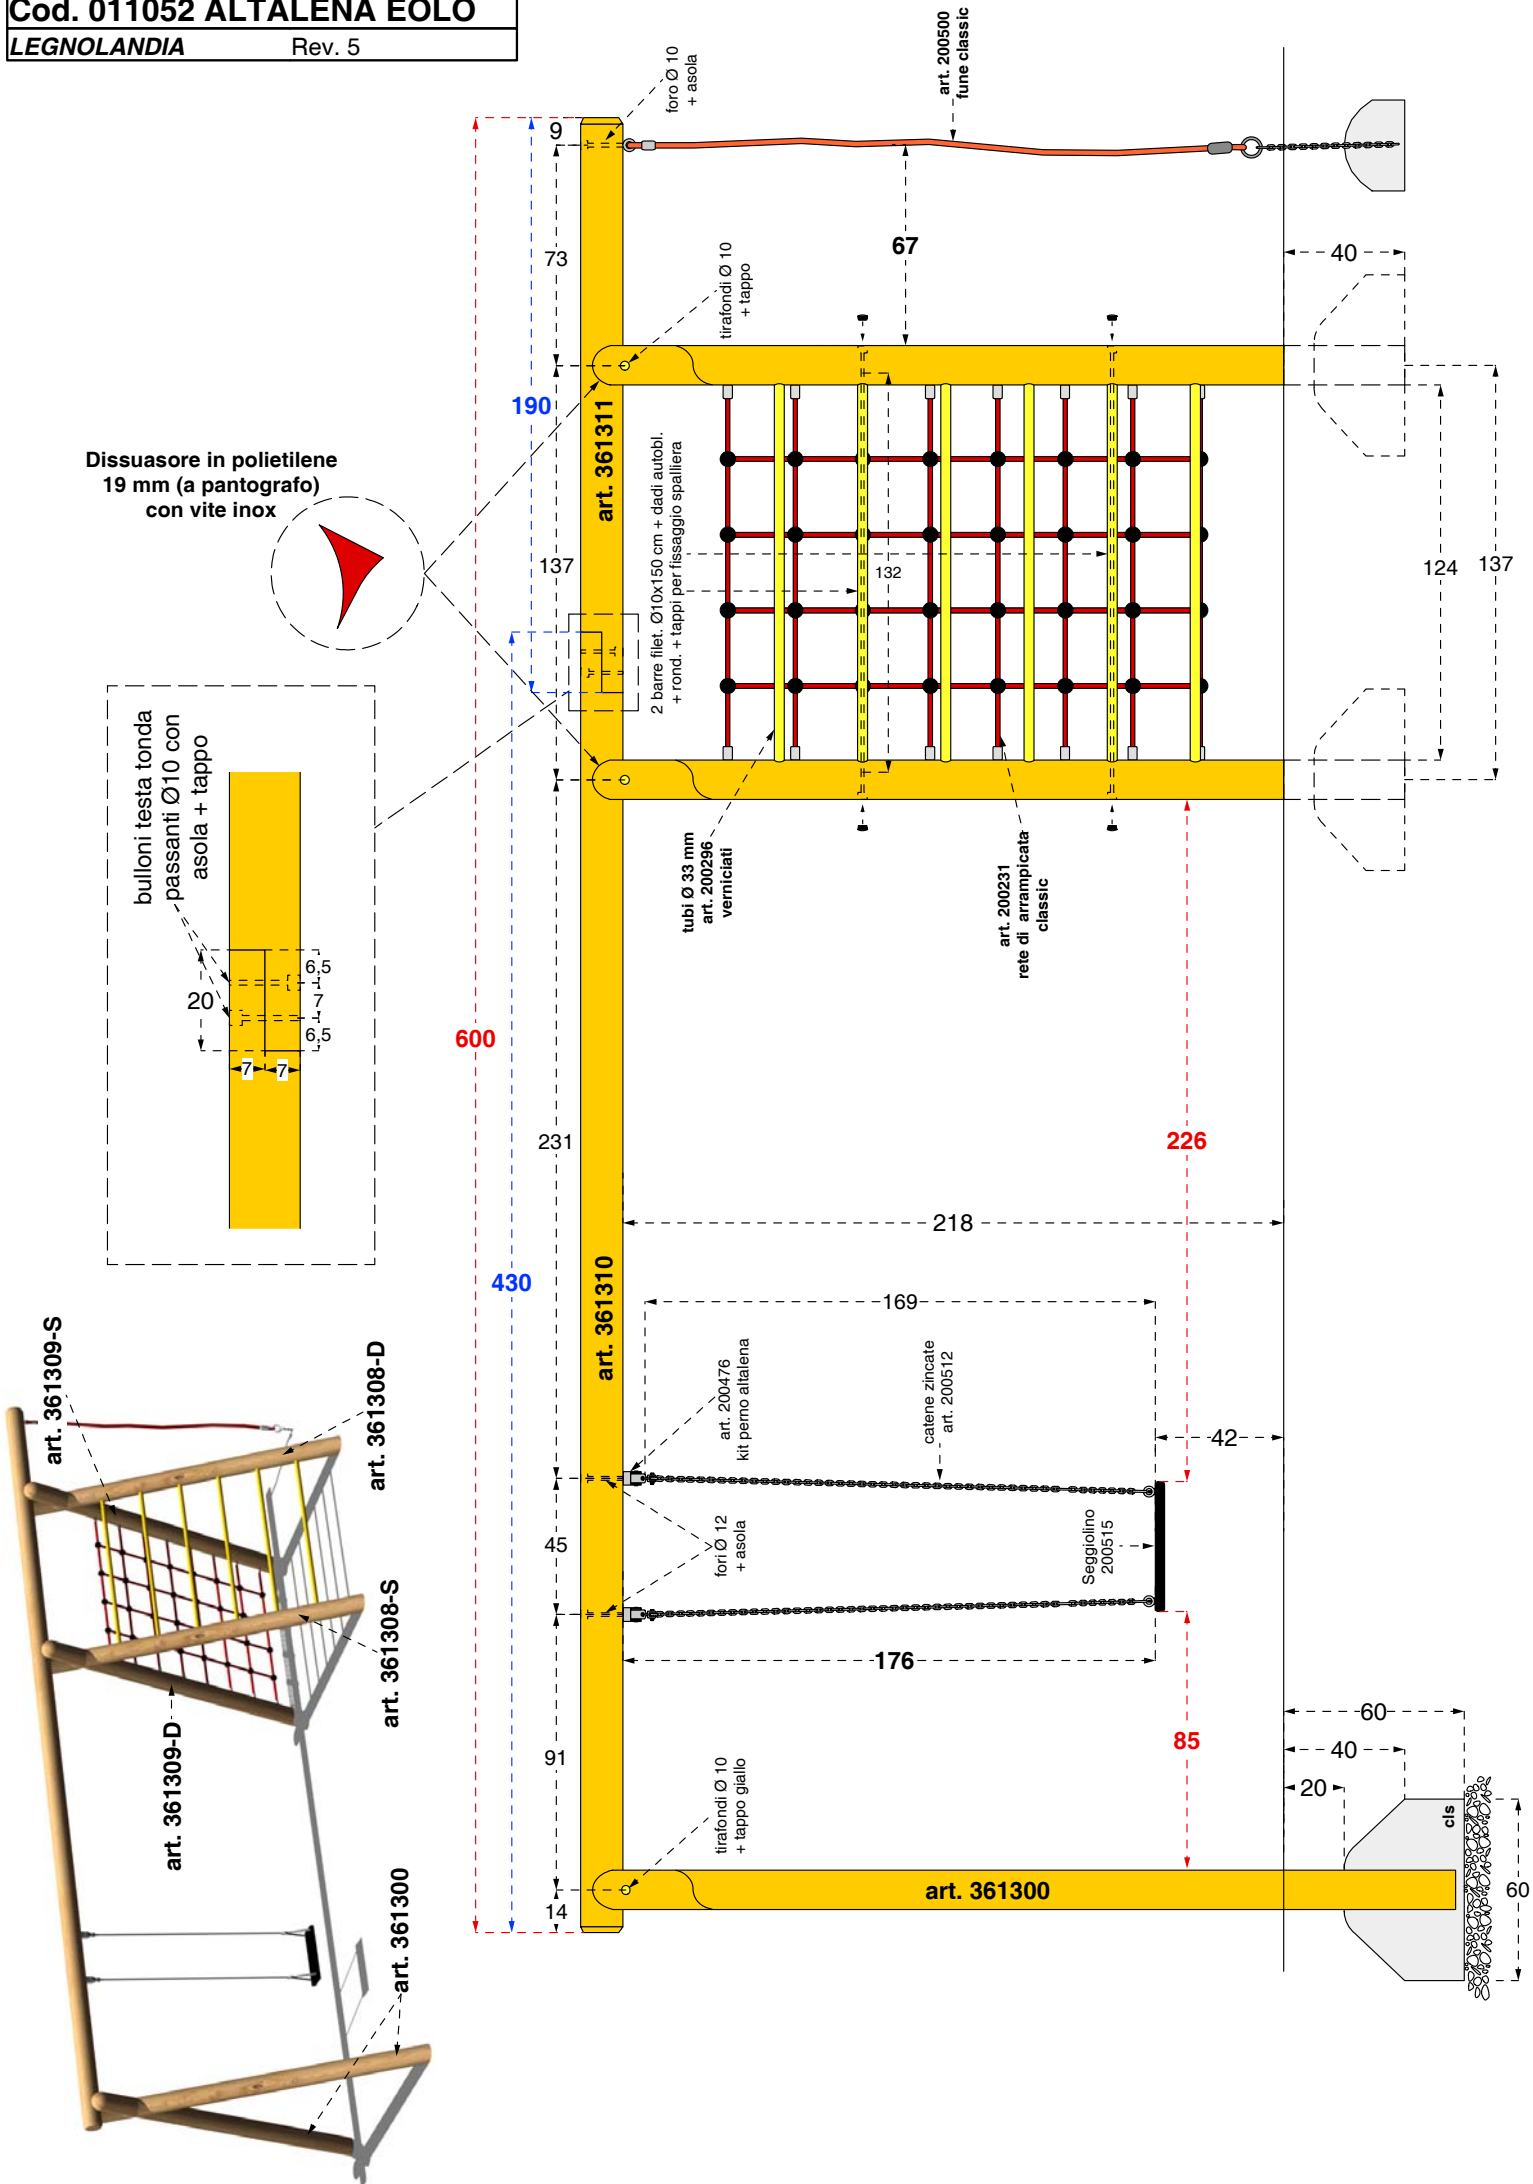 Cod. 011052 ALTALENA EOLO
LEGNOLANDIA Rev. 5
foro Ø 10
+ asola
art. 200500
fune classic
9
73
67
40
tirafondi Ø 10
+ tappo
190
art. 361311
Dissuasore in polietilene
19 mm (a pantografo)
con vite inox
137
2 barre filet. Ø10x150 cm + dadi autobl.
+ rond. + tappi per fissaggio spalliera
132
124
137
bulloni testa tonda
passanti Ø10 con
asola + tappo
20
6,5
7
6,5
7
7
tubi Ø 33 mm
art. 200296
verniciati
art. 200231
rete di arrampicata
classic
600
231
226
218
430
art. 361310
169
art. 200476
kit perno altalena
catene zincate
art. 200512
42
45
fori Ø 12
+ asola
Seggiolino
200515
176
91
85
tirafondi Ø 10
+ tappo giallo
60
40
20
cls
60
14
art. 361300
art. 361309-S
art. 361308-D
art. 361308-S
art. 361309-D
art. 361300